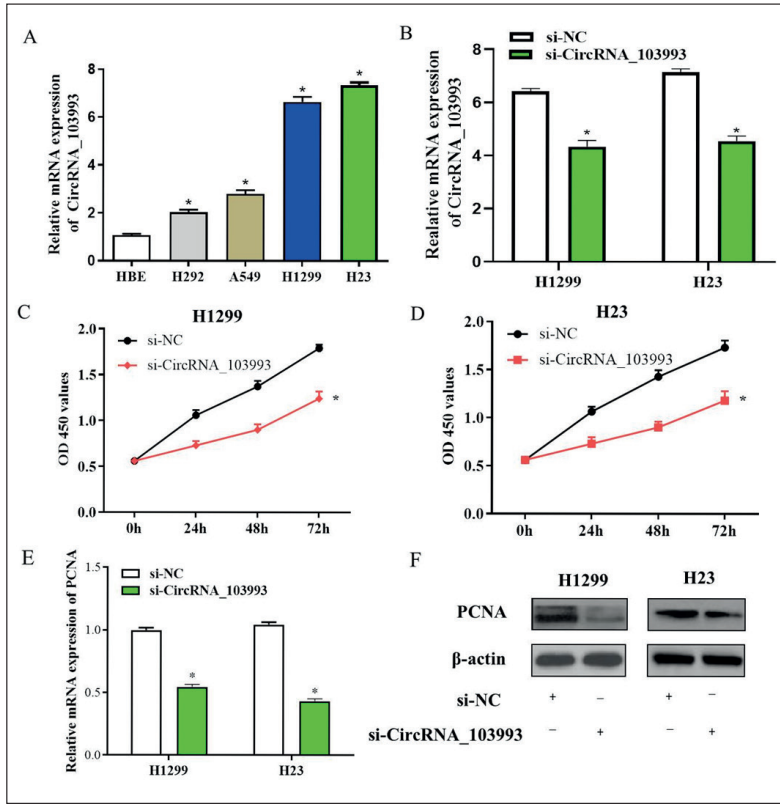 A
Relative mRNA expression
of CircRNA_103993
8
6
4
2
0
*
*
*
*
HBE
H292
A549
H1299
H23
B
si-NC
si-CircRNA_103993
Realative mRNA expression
of CircRNA_103993
8
6
4
2
0
*
*
H1299
H23
C
H1299
si-NC
si-CircRNA_103993
OD 450 values
2.0
1.5
1.0
0.5
0.0
*
0h
24h
48h
72h
D
H23
si-NC
si-CircRNA_103993
OD 450 values
2.0
1.5
1.0
0.5
0.0
*
0h
24h
48h
72h
E
si-NC
si-CircRNA_103993
Relative mRNA expression of PCNA
1.5
1.0
0.5
0.0
*
*
H1299
H23
F
H1299
H23
PCNA
β-actin
si-NC + − + −
si-CircRNA_103993 − + − +